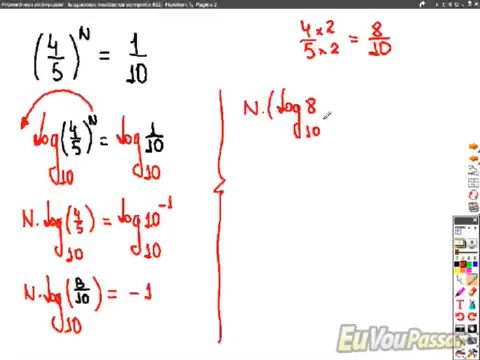 (4/5)^N = 1/10
log₁₀(4/5)^N = log₁₀ 1/10
N. log₁₀(4/5) = log₁₀ 10⁻¹
N. log₁₀(8/10) = -1
4×2/5×2 = 8/10
N. (log₁₀ 8
EuVouPassar